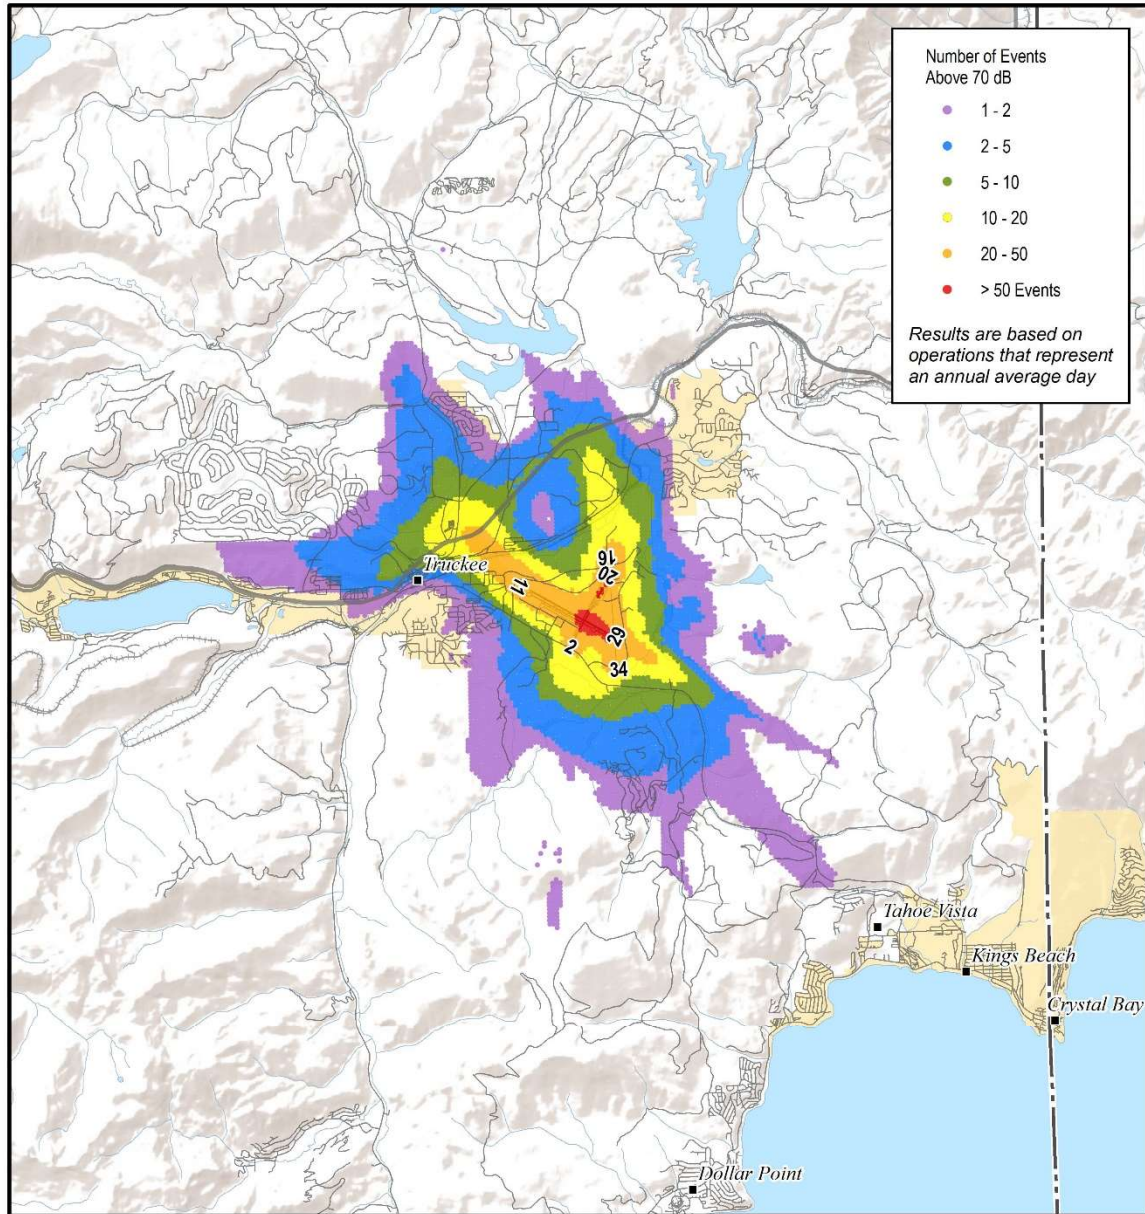 Number of Events
Above 70 dB
1 - 2
2 - 5
5 - 10
10 - 20
20 - 50
> 50 Events
Results are based on
operations that represent
an annual average day
Truckee
11
16
20
29
2
34
Tahoe Vista
Kings Beach
Crystal Bay
Dollar Point